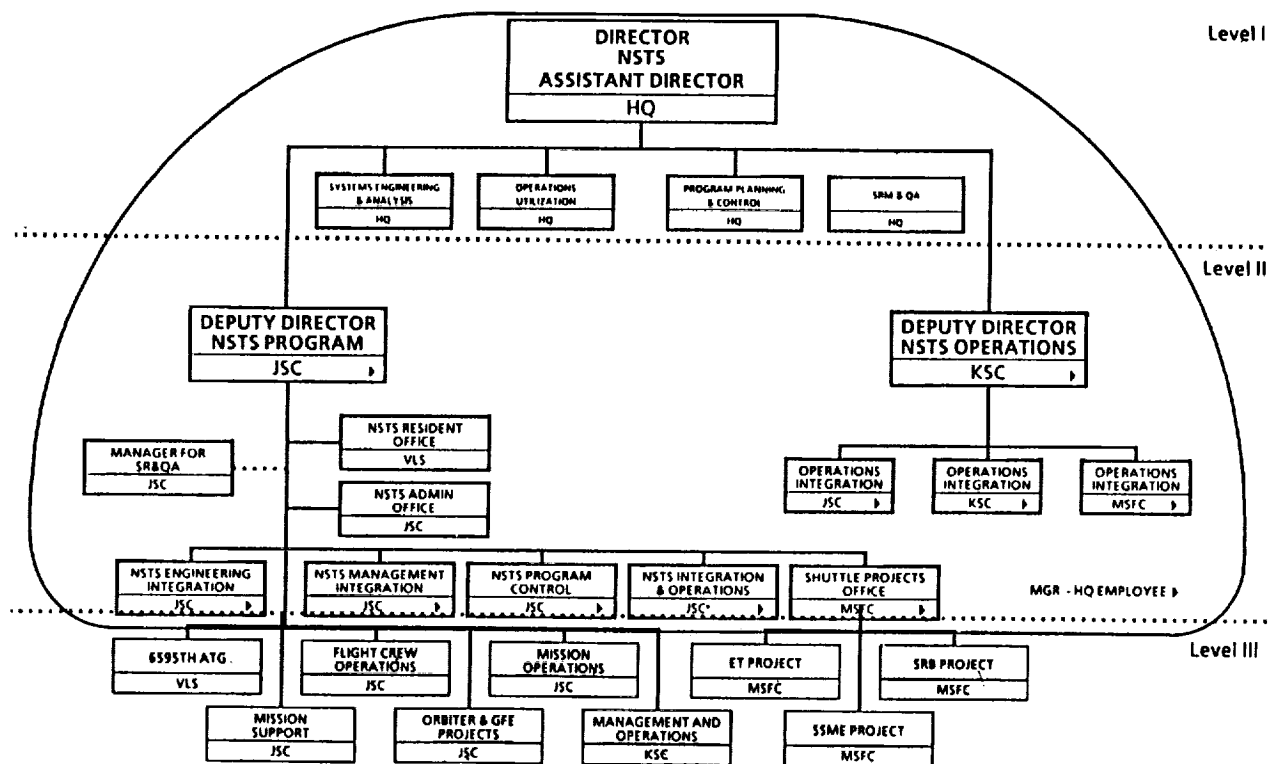 Level I
DIRECTOR
NSTS
ASSISTANT DIRECTOR
HQ
SYSTEMS ENGINEERING
& ANALYSIS
HQ
OPERATIONS
UTILIZATION
HQ
PROGRAM PLANNING
& CONTROL
HQ
SRM & QA
HQ
Level II
DEPUTY DIRECTOR
NSTS PROGRAM
JSC
DEPUTY DIRECTOR
NSTS OPERATIONS
KSC
NSTS RESIDENT
OFFICE
VLS
MANAGER FOR
SR&QA
JSC
NSTS ADMIN
OFFICE
JSC
OPERATIONS
INTEGRATION
JSC
OPERATIONS
INTEGRATION
KSC
OPERATIONS
INTEGRATION
MSFC
NSTS ENGINEERING
INTEGRATION
JSC
NSTS MANAGEMENT
INTEGRATION
JSC
NSTS PROGRAM
CONTROL
JSC
NSTS INTEGRATION
& OPERATIONS
JSC*
SHUTTLE PROJECTS
OFFICE
MSFC
MGR - HQ EMPLOYEE
Level III
6595TH ATG
VLS
FLIGHT CREW
OPERATIONS
JSC
MISSION
OPERATIONS
JSC
ET PROJECT
MSFC
SRB PROJECT
MSFC
MISSION
SUPPORT
JSC
ORBITER & GFE
PROJECTS
JSC
MANAGEMENT AND
OPERATIONS
KSC
SSME PROJECT
MSFC